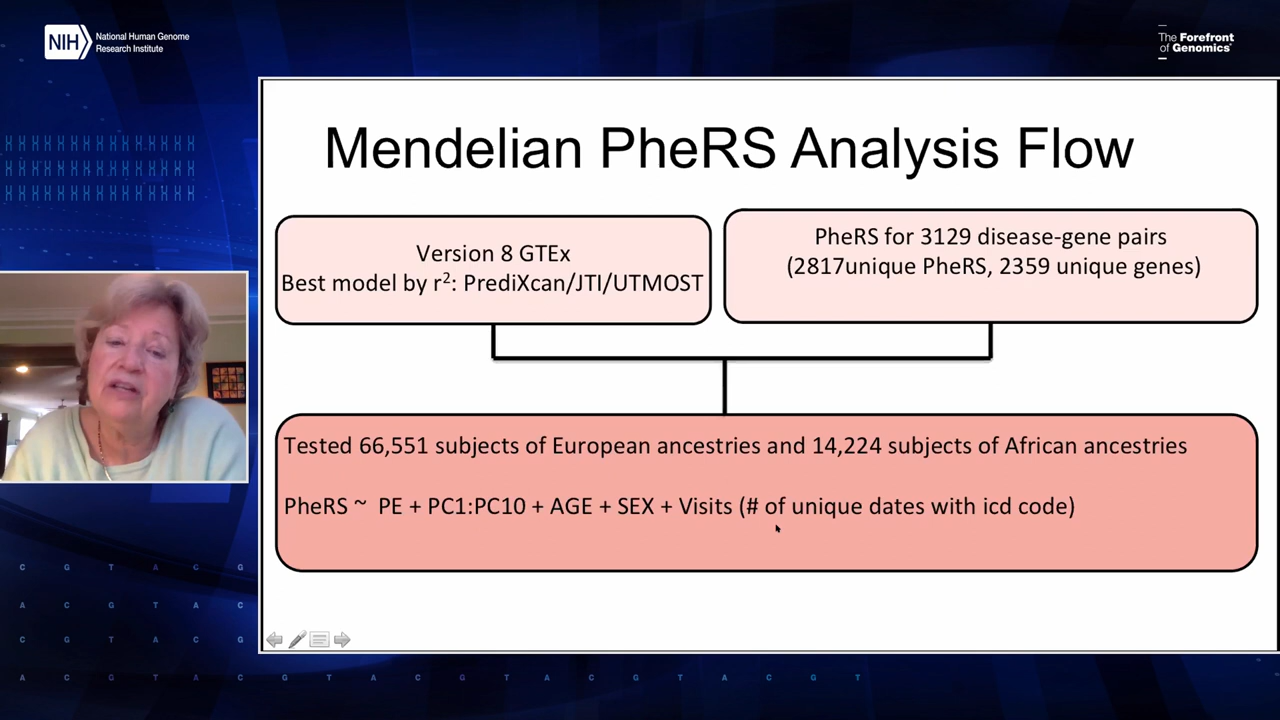 NIH
National Human Genome
Research Institute
The Forefront
of Genomics®
Mendelian PheRS Analysis Flow
Version 8 GTEx
Best model by r²: PrediXcan/JTI/UTMOST
PheRS for 3129 disease-gene pairs
(2817unique PheRS, 2359 unique genes)
Tested 66,551 subjects of European ancestries and 14,224 subjects of African ancestries
PheRS ~ PE + PC1:PC10 + AGE + SEX + Visits (# of unique dates with icd code)
C G T A C G
A C G T A C
C G T A C G
A C G T A C G T A C G T A C G T A C G T